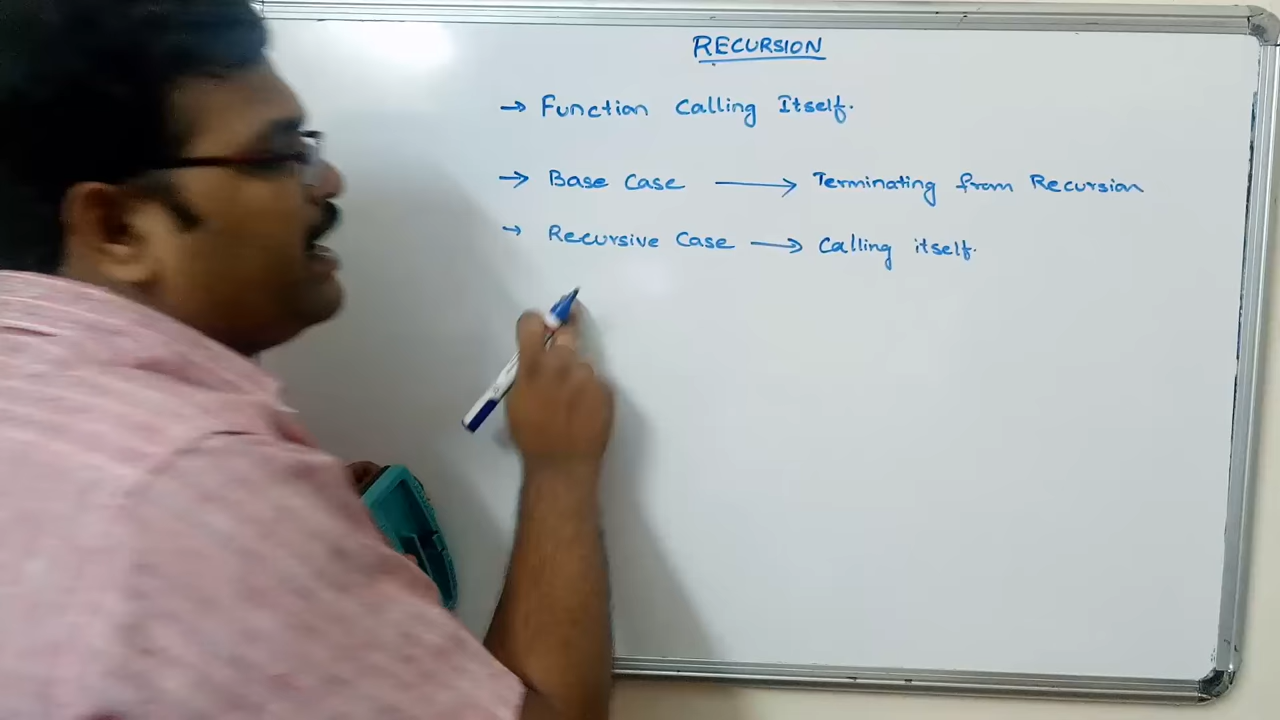 RECURSION
→ Function Calling Itself.
→ Base Case → Terminating from Recursion
→ Recursive Case → Calling itself.